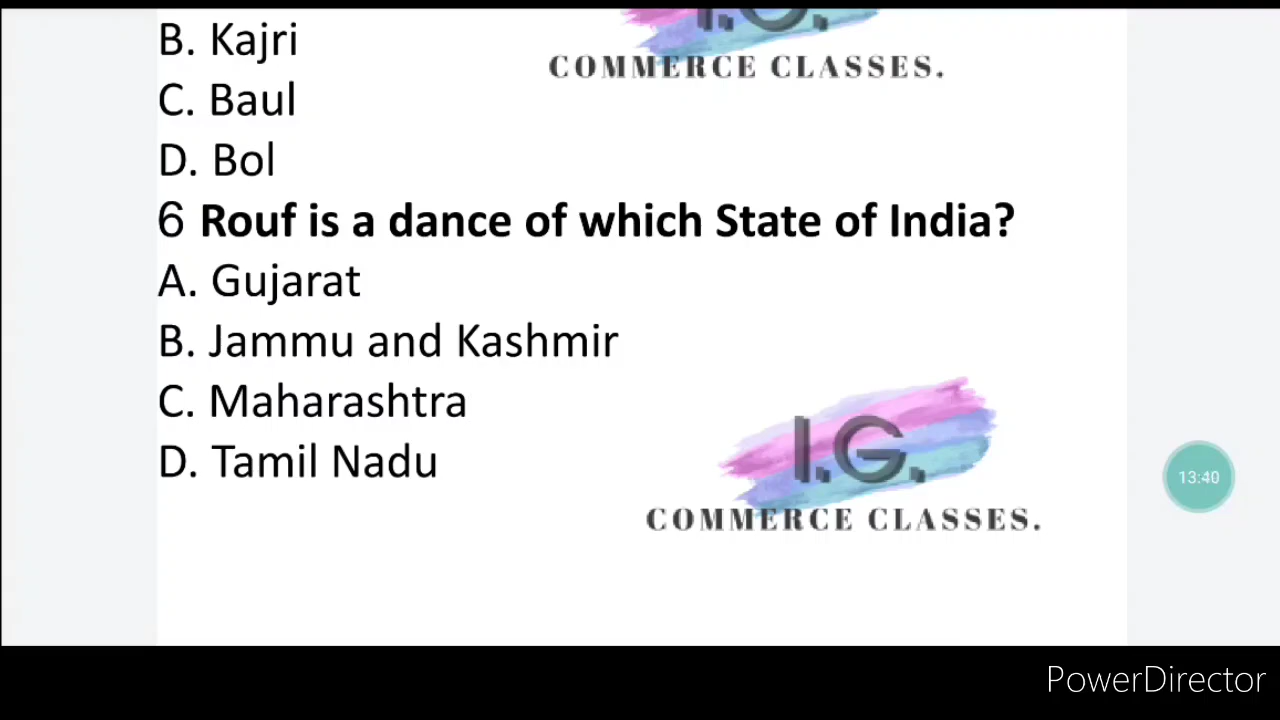 I.G.
COMMERCE CLASSES.
B. Kajri
C. Baul
D. Bol
6 Rouf is a dance of which State of India?
A. Gujarat
B. Jammu and Kashmir
C. Maharashtra
D. Tamil Nadu
I.G.
COMMERCE CLASSES.
13:40
PowerDirector